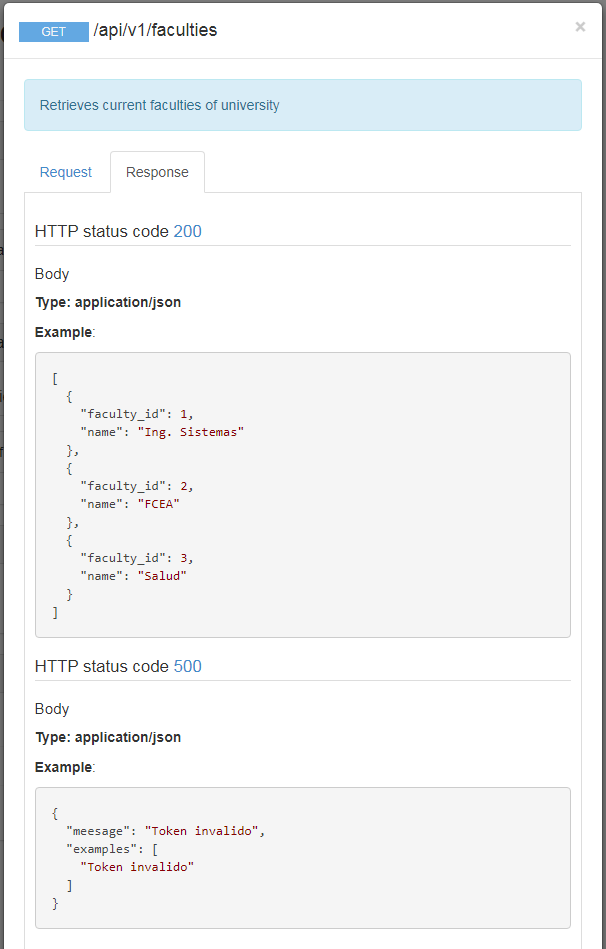 GET /api/v1/faculties ×
Retrieves current faculties of university
Request Response
HTTP status code 200
Body
Type: application/json
Example:
[
  {
    "faculty_id": 1,
    "name": "Ing. Sistemas"
  },
  {
    "faculty_id": 2,
    "name": "FCEA"
  },
  {
    "faculty_id": 3,
    "name": "Salud"
  }
]
HTTP status code 500
Body
Type: application/json
Example:
{
  "meesage": "Token invalido",
  "examples": [
    "Token invalido"
  ]
}